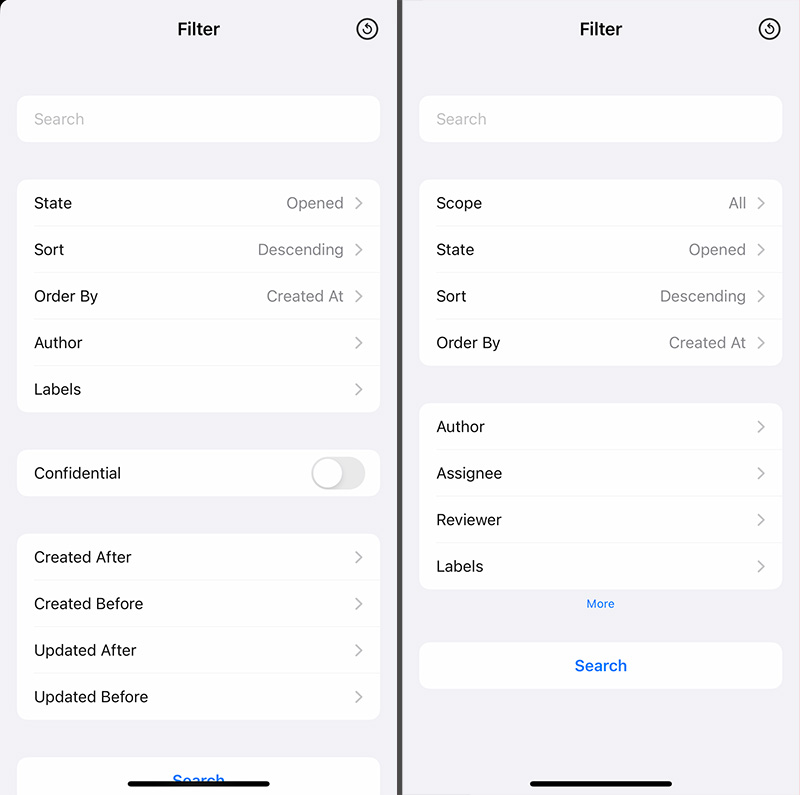 Filter
Search
State Opened
Sort Descending
Order By Created At
Author
Labels
Confidential
Created After
Created Before
Updated After
Updated Before
Search
Filter
Search
Scope All
State Opened
Sort Descending
Order By Created At
Author
Assignee
Reviewer
Labels
More
Search